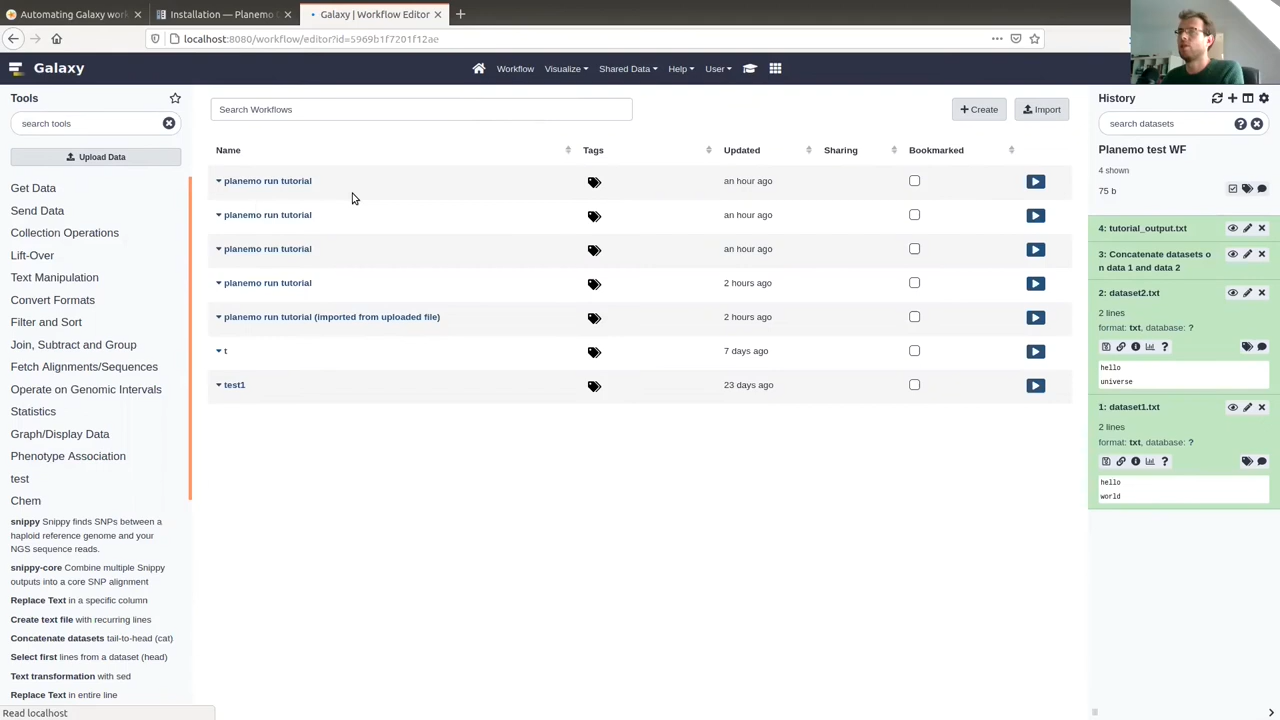 Automating Galaxy work
Installation — Planemo
Galaxy | Workflow Editor
localhost:8080/workflow/editor?id=5969b1f7201f12ae
Galaxy
Workflow Visualize Shared Data Help User
Tools
search tools
Upload Data
Get Data
Send Data
Collection Operations
Lift-Over
Text Manipulation
Convert Formats
Filter and Sort
Join, Subtract and Group
Fetch Alignments/Sequences
Operate on Genomic Intervals
Statistics
Graph/Display Data
Phenotype Association
test
Chem
snippy Snippy finds SNPs between a
haploid reference genome and your
NGS sequence reads.
snippy-core Combine multiple Snippy
outputs into a core SNP alignment
Replace Text in a specific column
Create text file with recurring lines
Concatenate datasets tail-to-head (cat)
Select first lines from a dataset (head)
Text transformation with sed
Replace Text in entire line
Read localhost
Search Workflows
Create
Import
Name Tags Updated Sharing Bookmarked
planemo run tutorial an hour ago
planemo run tutorial an hour ago
planemo run tutorial an hour ago
planemo run tutorial 2 hours ago
planemo run tutorial (imported from uploaded file) 2 hours ago
t 7 days ago
test1 23 days ago
History
search datasets
Planemo test WF
4 shown
75 b
4: tutorial_output.txt
3: Concatenate datasets o
n data 1 and data 2
2: dataset2.txt
2 lines
format: txt, database: ?
hello
universe
1: dataset1.txt
2 lines
format: txt, database: ?
hello
world